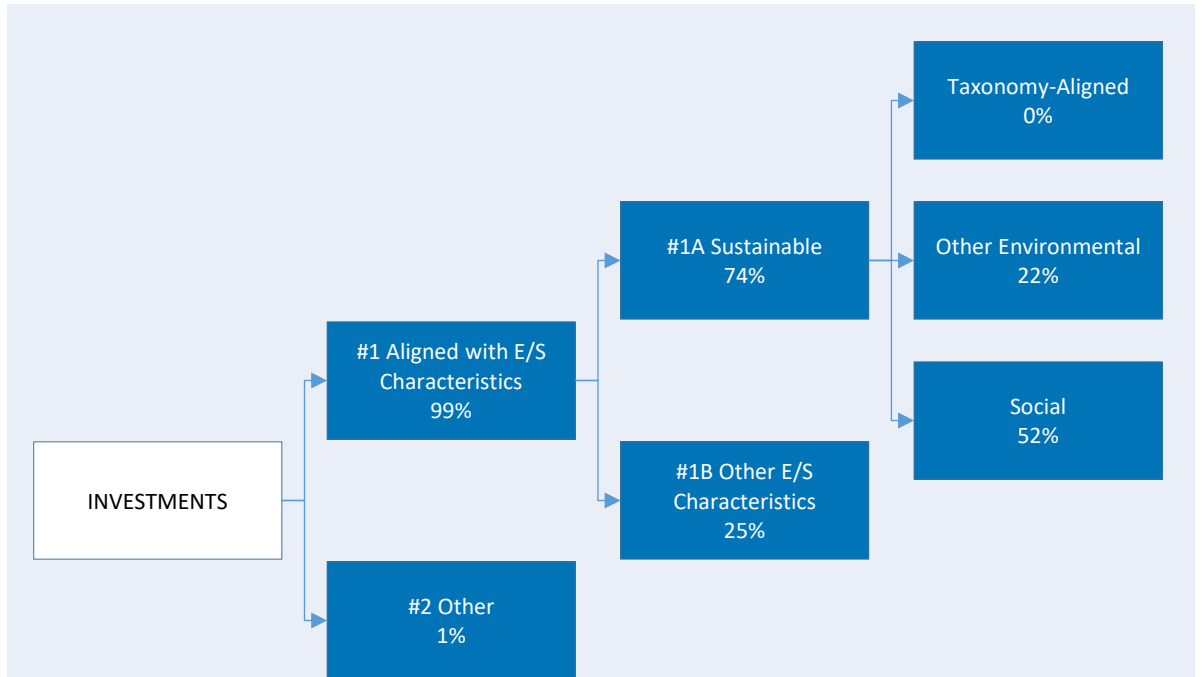 Taxonomy-Aligned
0%
#1A Sustainable
74%
Other Environmental
22%
#1 Aligned with E/S
Characteristics
99%
Social
52%
INVESTMENTS
#1B Other E/S
Characteristics
25%
#2 Other
1%